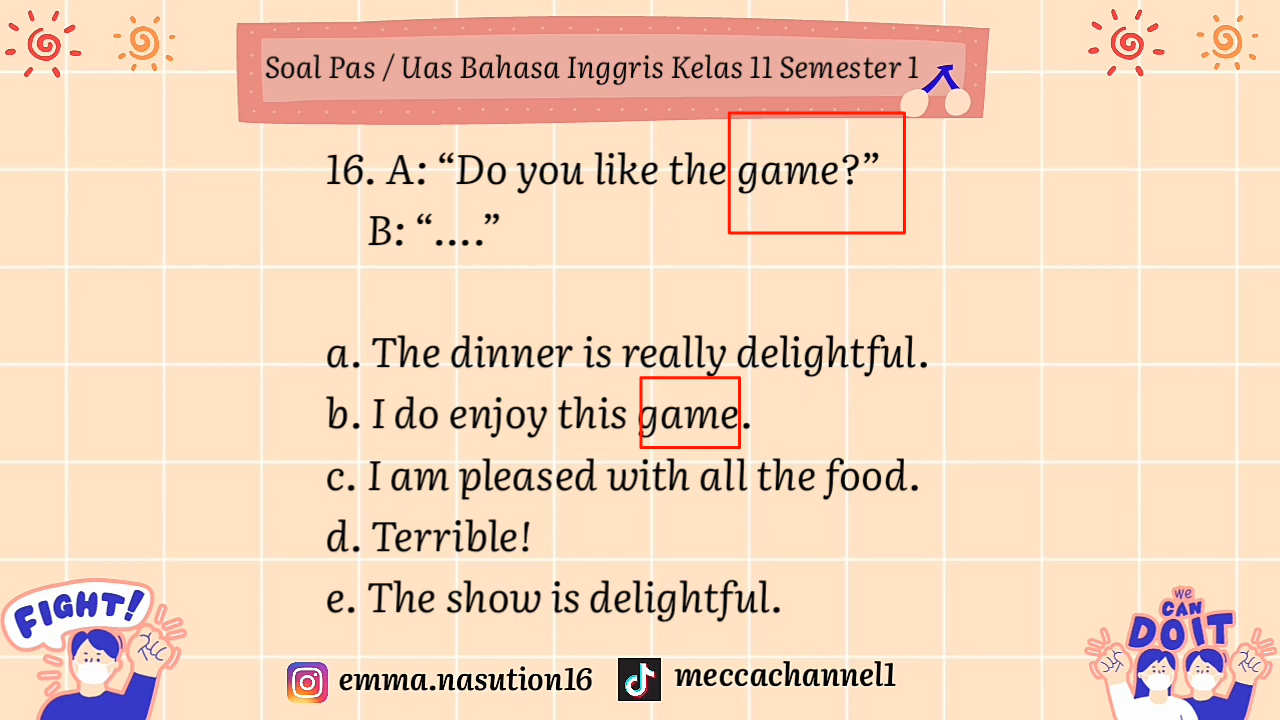 Soal Pas / Uas Bahasa Inggris Kelas 11 Semester 1
16. A: “Do you like the game?”
B: “....”
a. The dinner is really delightful.
b. I do enjoy this game.
c. I am pleased with all the food.
d. Terrible!
e. The show is delightful.
FIGHT!
WE
CAN
DO IT
emma.nasution16
meccachannel1